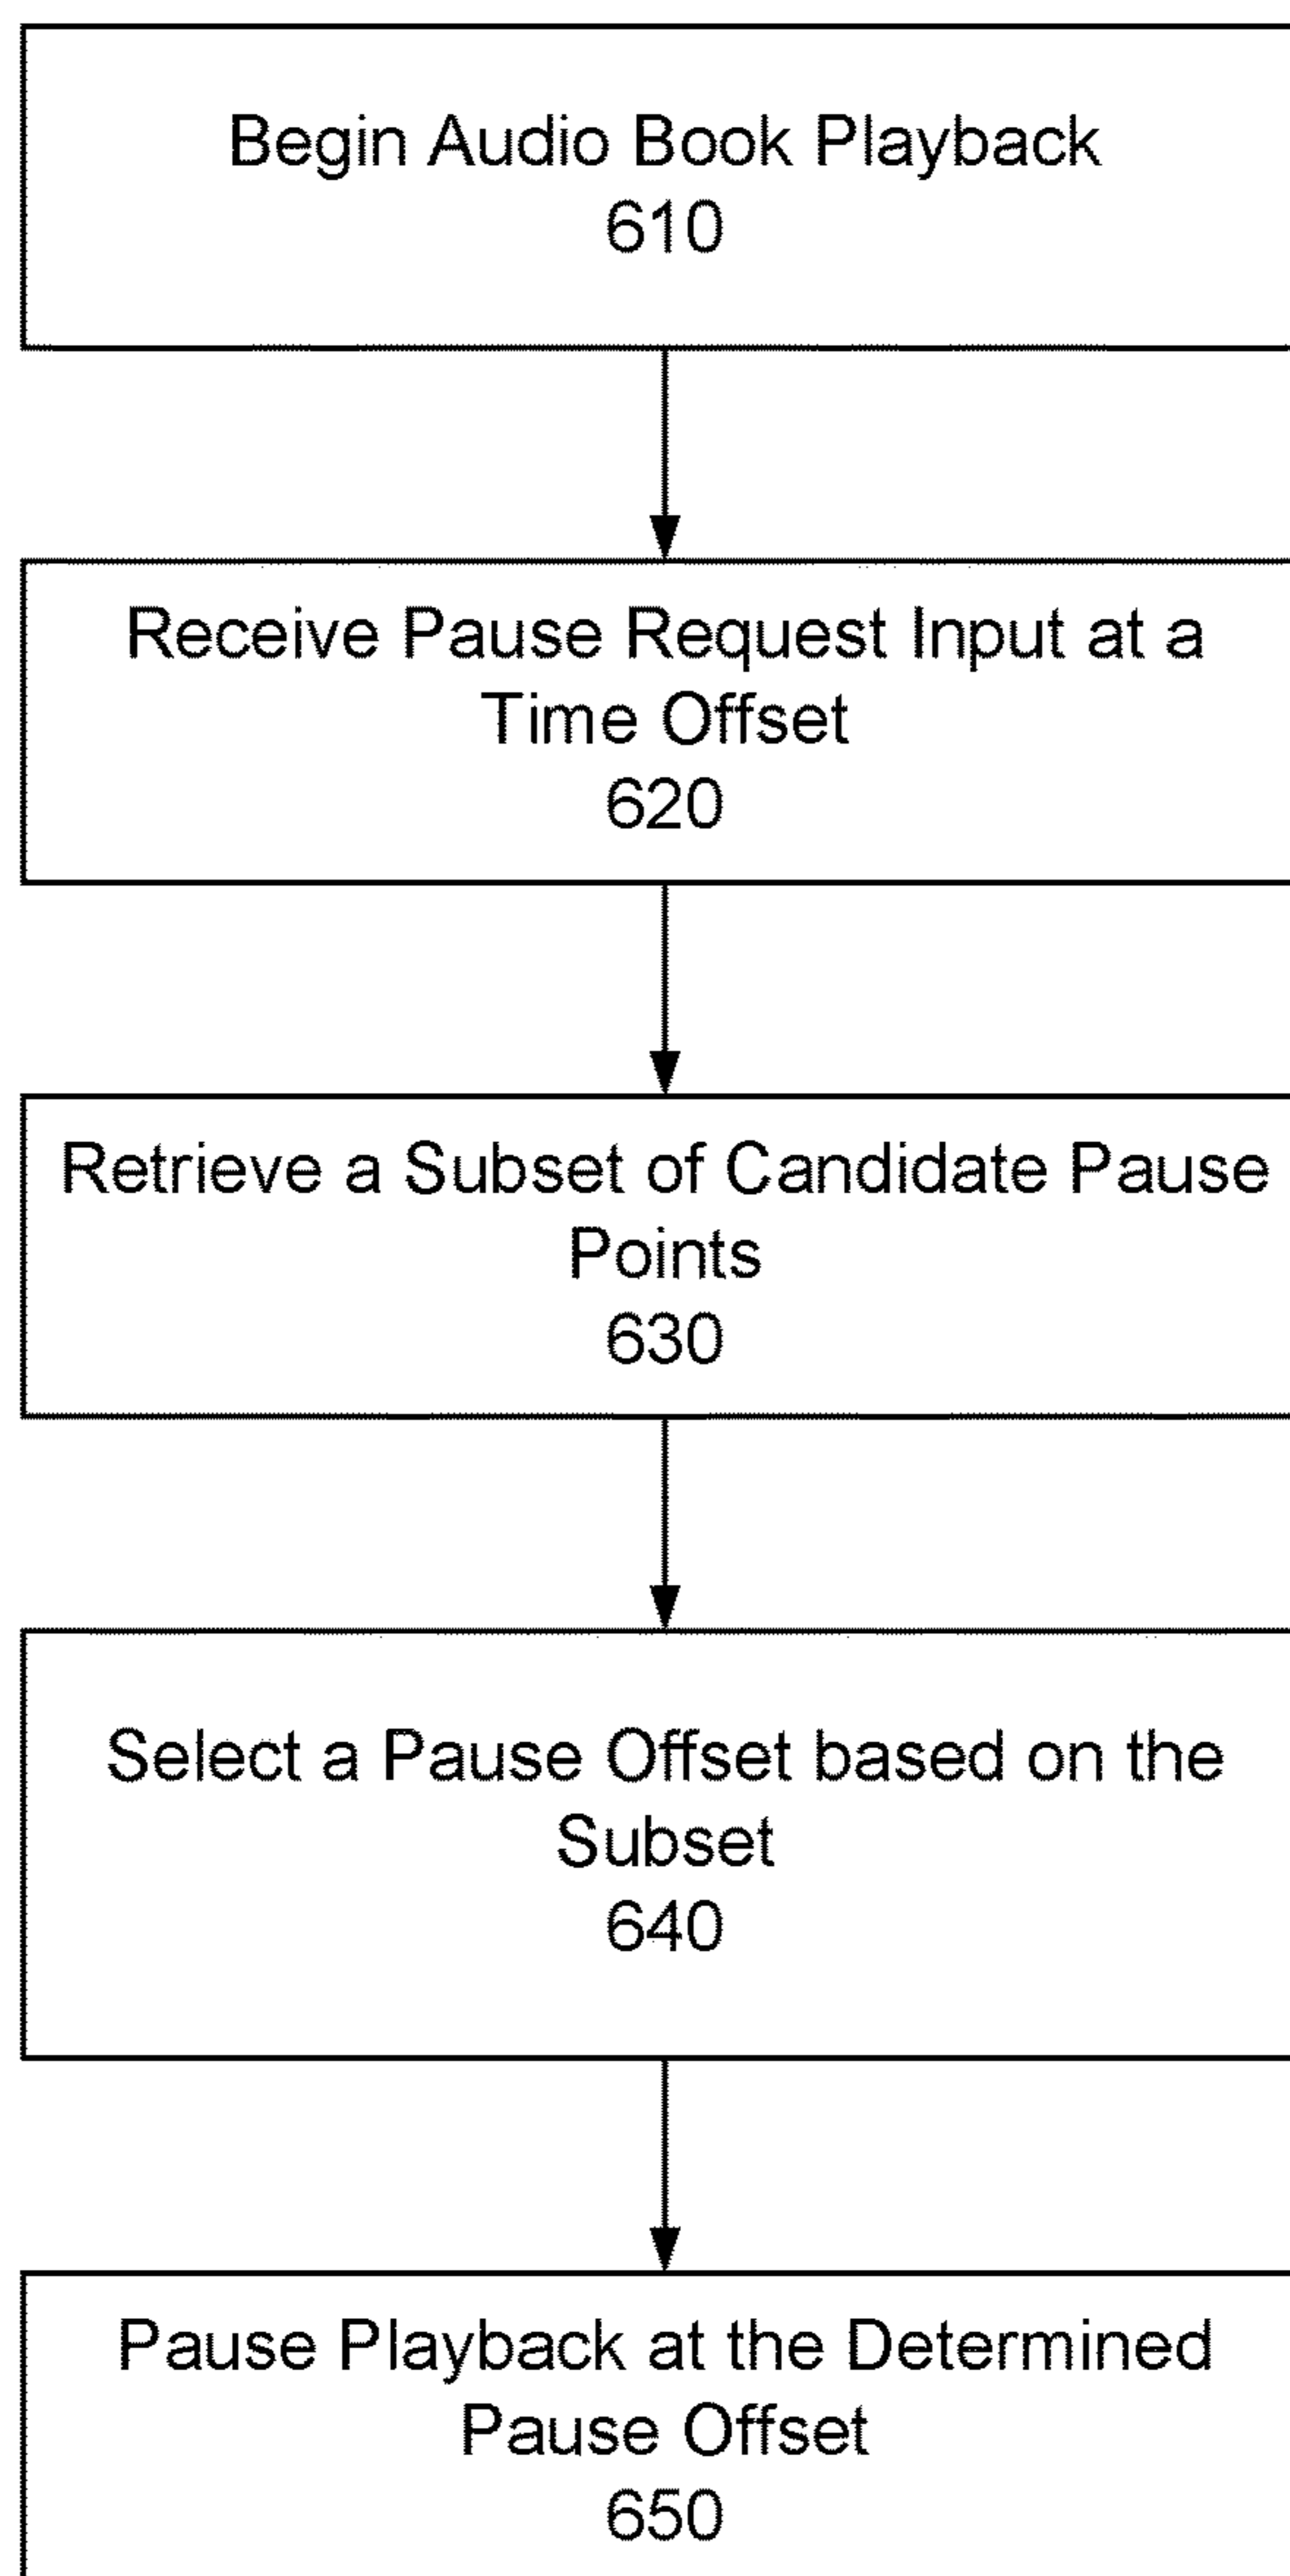 Begin Audio Book Playback
610
Receive Pause Request Input at a
Time Offset
620
Retrieve a Subset of Candidate Pause
Points
630
Select a Pause Offset based on the
Subset
640
Pause Playback at the Determined
Pause Offset
650